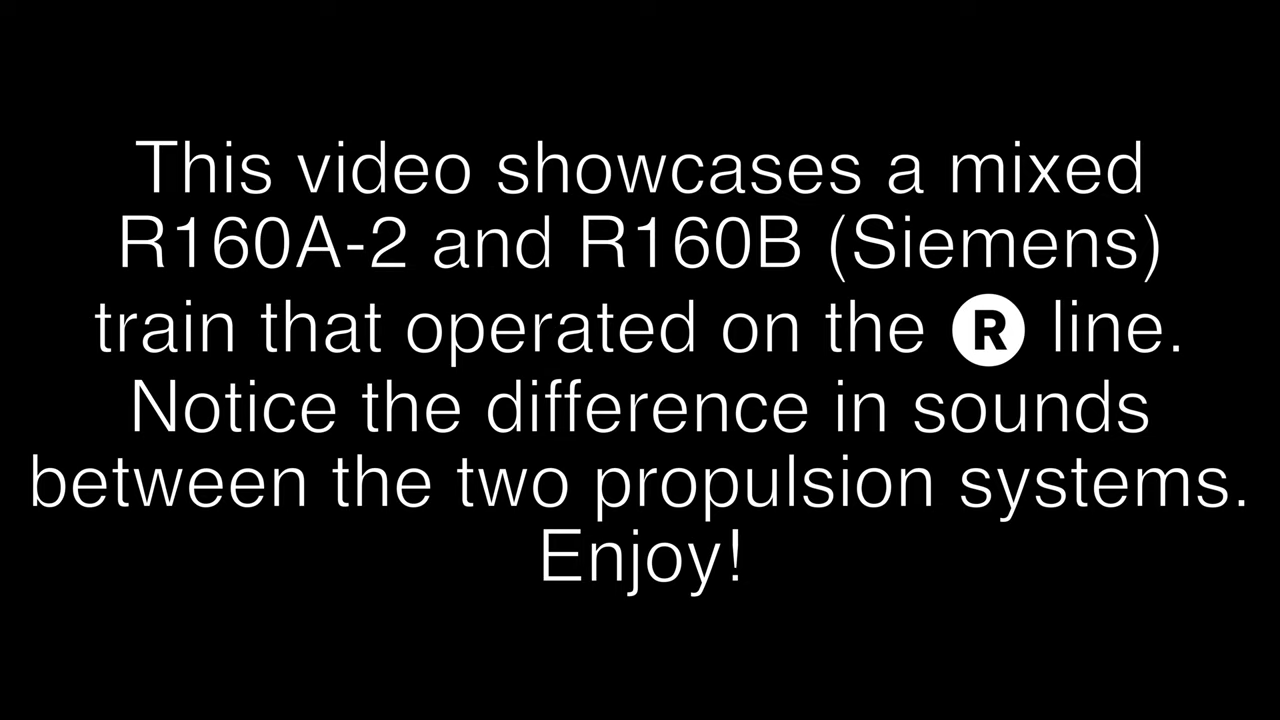 This video showcases a mixed
R160A-2 and R160B (Siemens)
train that operated on the R line.
Notice the difference in sounds
between the two propulsion systems.
Enjoy!